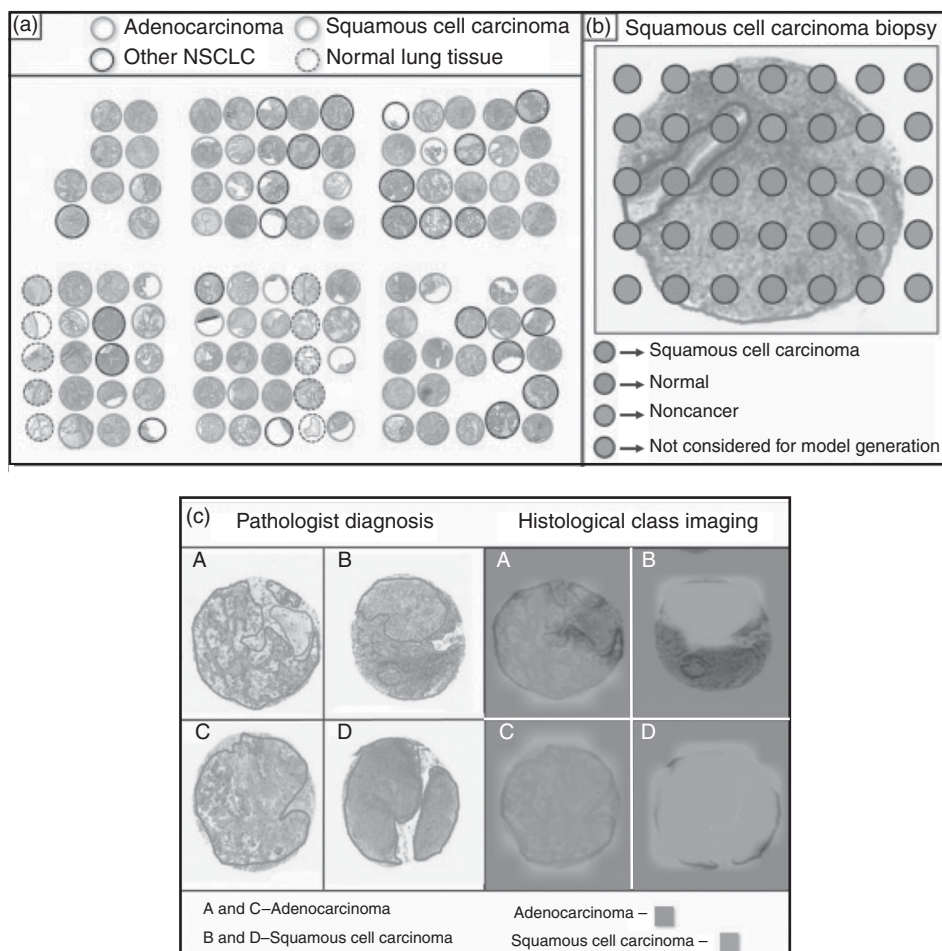 (a)
Adenocarcinoma
Squamous cell carcinoma
Other NSCLC
Normal lung tissue
(b) Squamous cell carcinoma biopsy
Squamous cell carcinoma
Normal
Noncancer
Not considered for model generation
(c)
Pathologist diagnosis
Histological class imaging
A
B
A
B
C
D
C
D
A and C–Adenocarcinoma
B and D–Squamous cell carcinoma
Adenocarcinoma –
Squamous cell carcinoma –